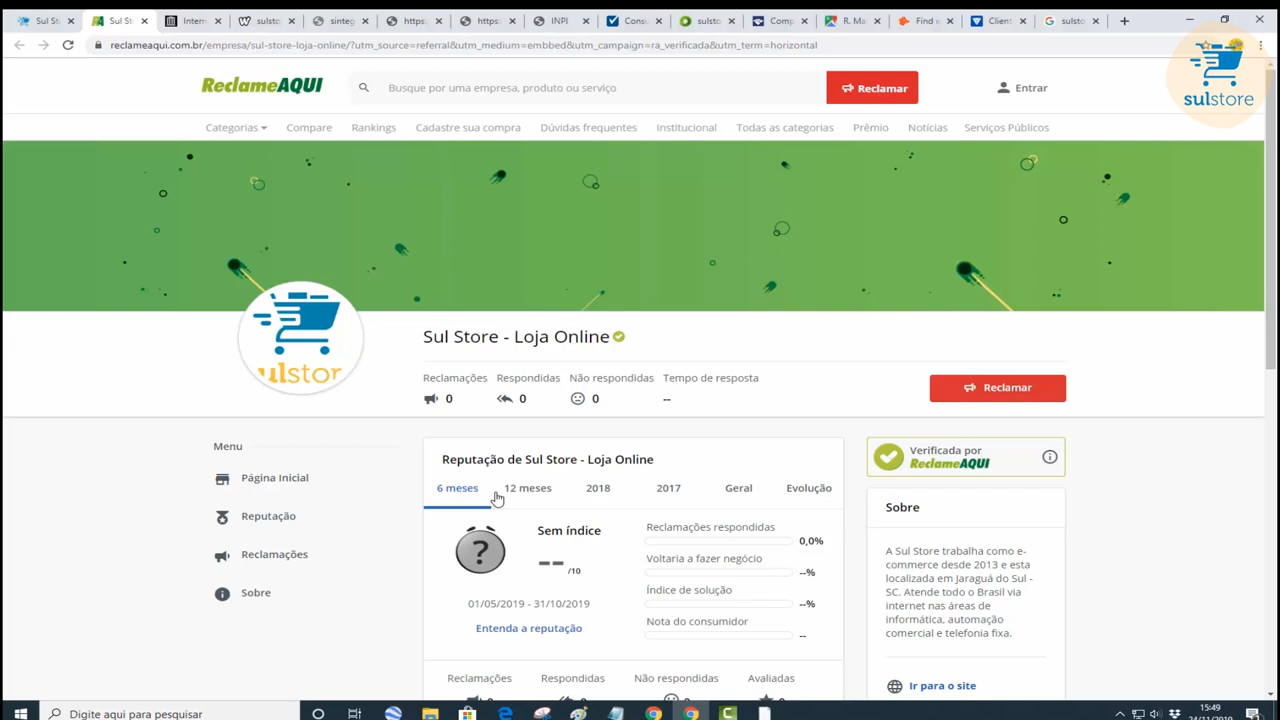 Sul St
Sul St
Intern
sulsto
sinteg
https:
https:
INPI
Consu
sulsto
Comp
R. Ma
Find e
Client
sulsto
reclameaqui.com.br/empresa/sul-store-loja-online/?utm_source=referral&utm_medium=embbed&utm_campaign=ra_verificada&utm_term=horizontal
ReclameAQUI
Busque por uma empresa, produto ou serviço
Reclamar
Entrar
sulstore
Categorias Compare Rankings Cadastre sua compra Dúvidas frequentes Institucional Todas as categorias Prêmio Notícias Serviços Públicos
Sul Store - Loja Online
ulstor
Reclamações Respondidas Não respondidas Tempo de resposta
0 0 0 --
Reclamar
Menu
Página Inicial
Reputação
Reclamações
Sobre
Reputação de Sul Store - Loja Online
6 meses 12 meses 2018 2017 Geral Evolução
?
Sem índice
-- /10
01/05/2019 - 31/10/2019
Entenda a reputação
Reclamações respondidas
0,0%
Voltaria a fazer negócio
--%
Índice de solução
--%
Nota do consumidor
--
Reclamações Respondidas Não respondidas Avaliadas
Verificada por
ReclameAQUI
Sobre
A Sul Store trabalha como e-
commerce desde 2013 e esta
localizada em Jaraguá do Sul -
SC. Atende todo o Brasil via
internet nas áreas de
informática, automação
comercial e telefonia fixa.
Ir para o site
Digite aqui para pesquisar
15:49
24/11/2019